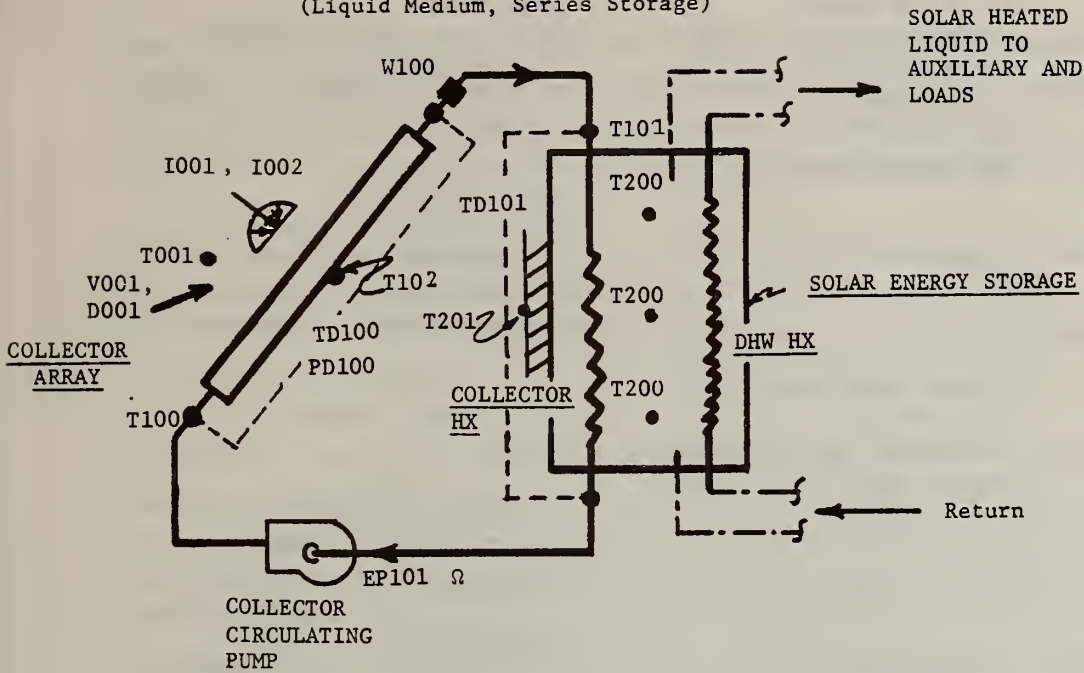 (Liquid Medium, Series Storage)
SOLAR HEATED
LIQUID TO
AUXILIARY AND
LOADS
W100
T101
I001, I002
T200
TD101
T001
V001,
D001
T102
T201
T200
SOLAR ENERGY STORAGE
TD100
DHW HX
COLLECTOR
ARRAY
PD100
T100
COLLECTOR
HX
T200
Return
EP101 Ω
COLLECTOR
CIRCULATING
PUMP